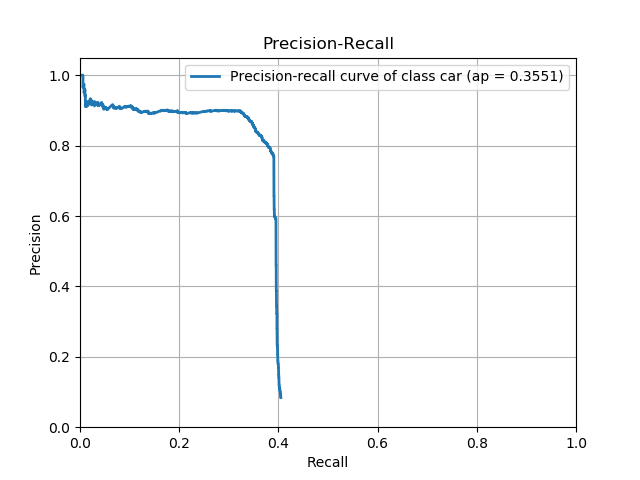 Precision-Recall
Precision-recall curve of class car (ap = 0.3551)
1.0
0.8
0.6
0.4
0.2
0.0
Precision
0.0 0.2 0.4 0.6 0.8 1.0
Recall